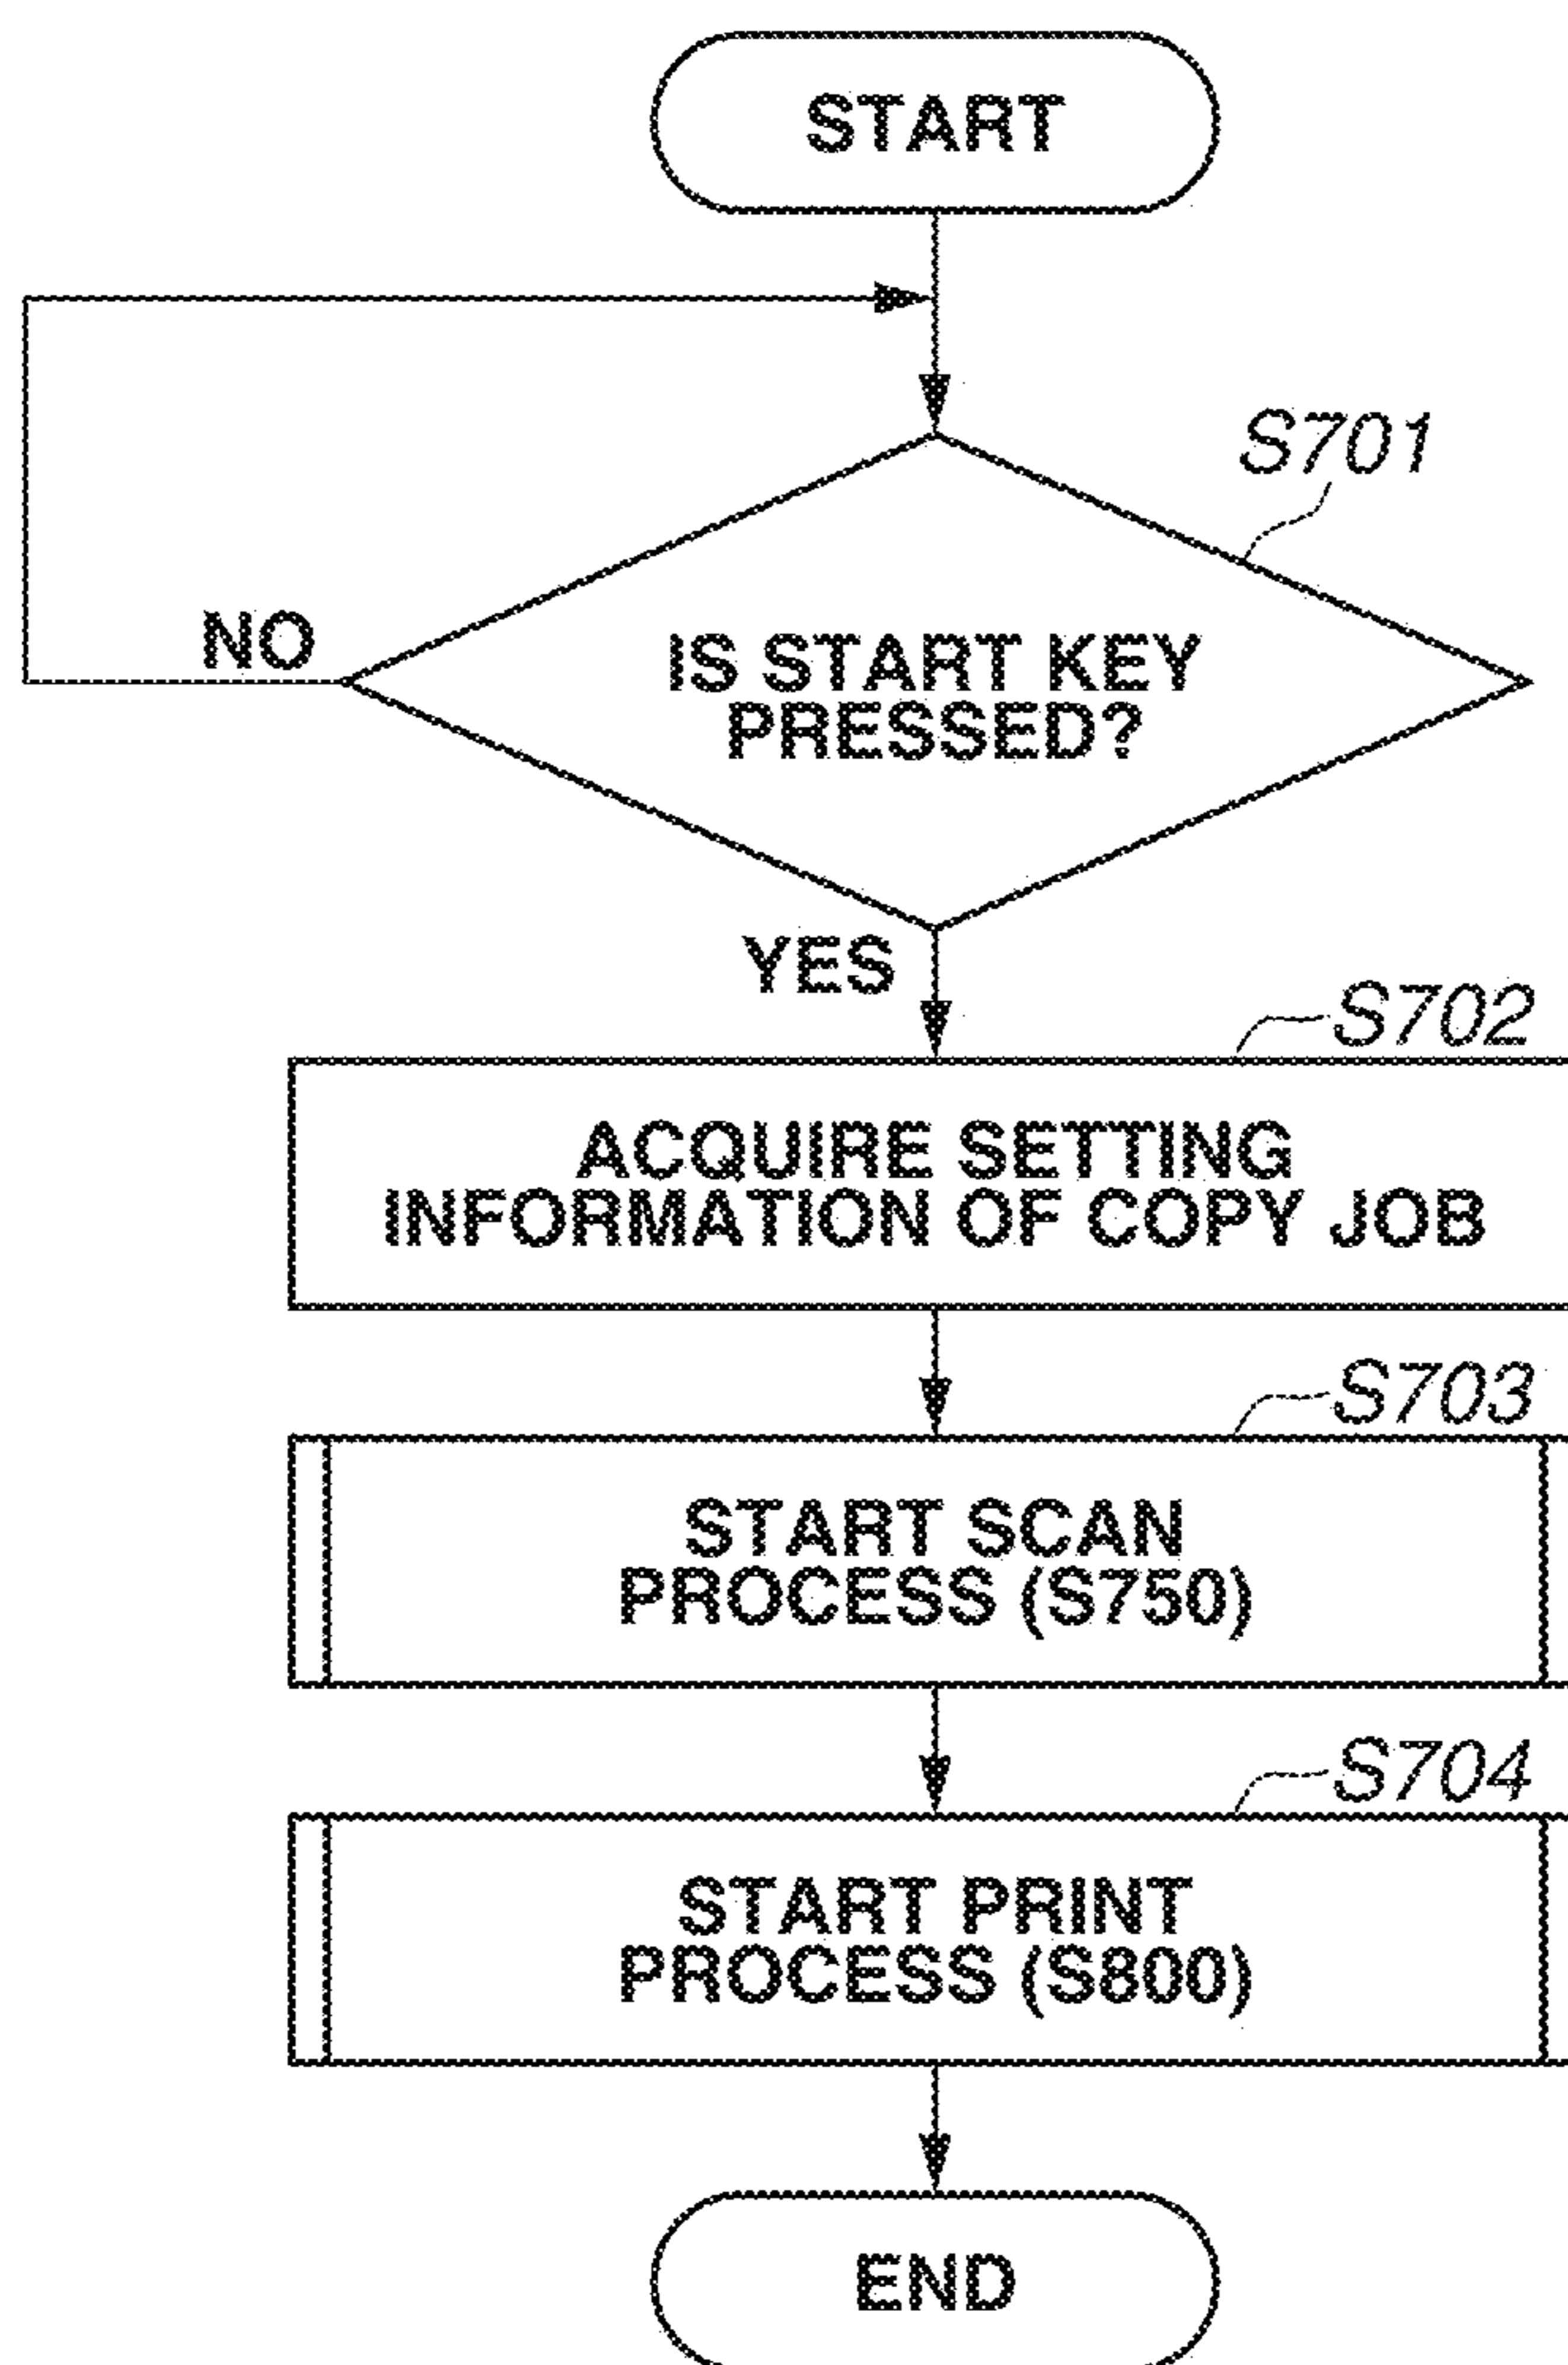 START
S701
NO
IS START KEY
PRESSED?
YES
S702
ACQUIRE SETTING
INFORMATION OF COPY JOB
S703
START SCAN
PROCESS (S750)
S704
START PRINT
PROCESS (S800)
END